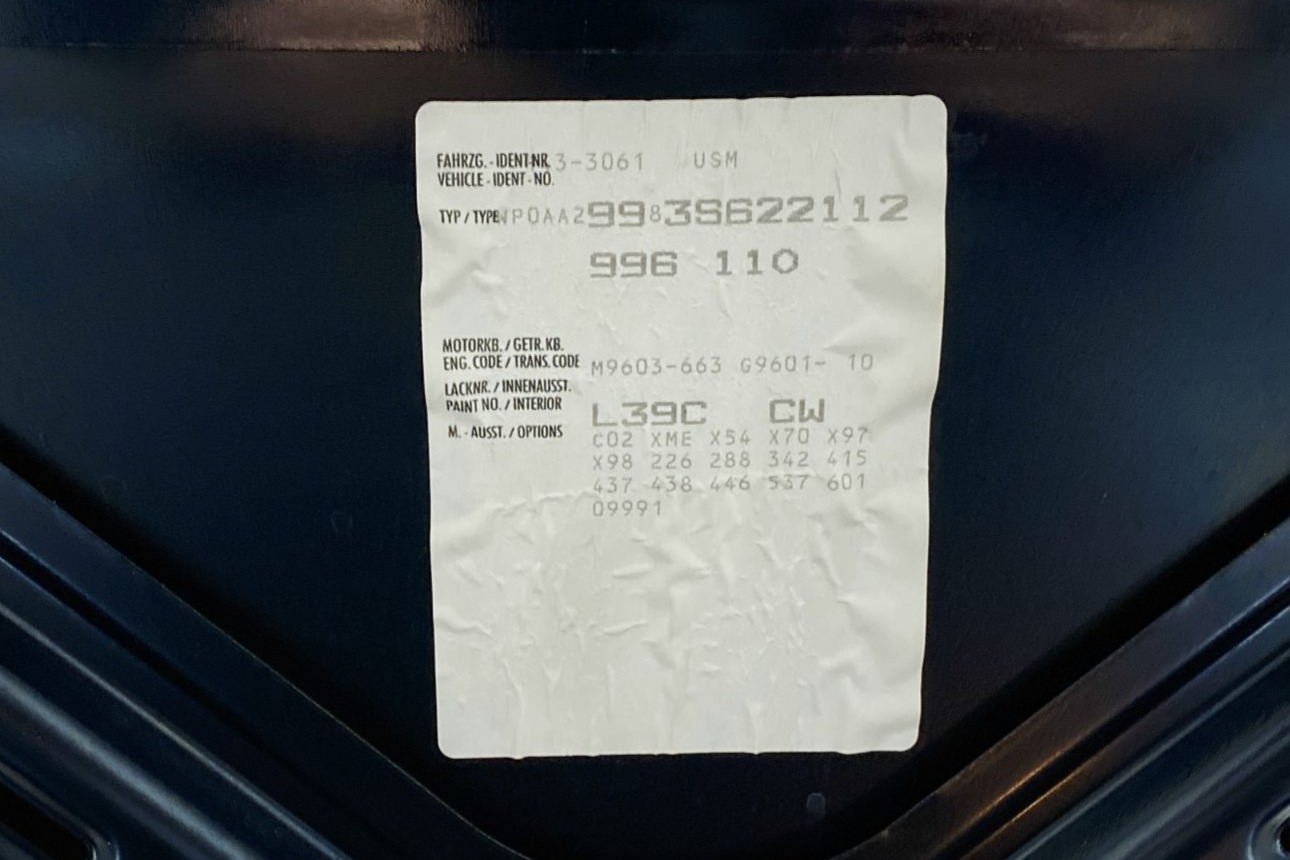 FAHRZG.-IDENT-NR. 3-3061 USM
VEHICLE-IDENT-NO.
TYP/TYPE WP0AA29983S622112
996 110
MOTORKB./GETR.KB.
ENG.CODE/TRANS.CODE M9603-663 G9601- 10
LACKNR./INNENAUSST.
PAINT NO./INTERIOR L39C CW
M.-AUSST./OPTIONS C02 XME X54 X70 X97
X98 226 288 342 415
437 438 446 537 601
09991